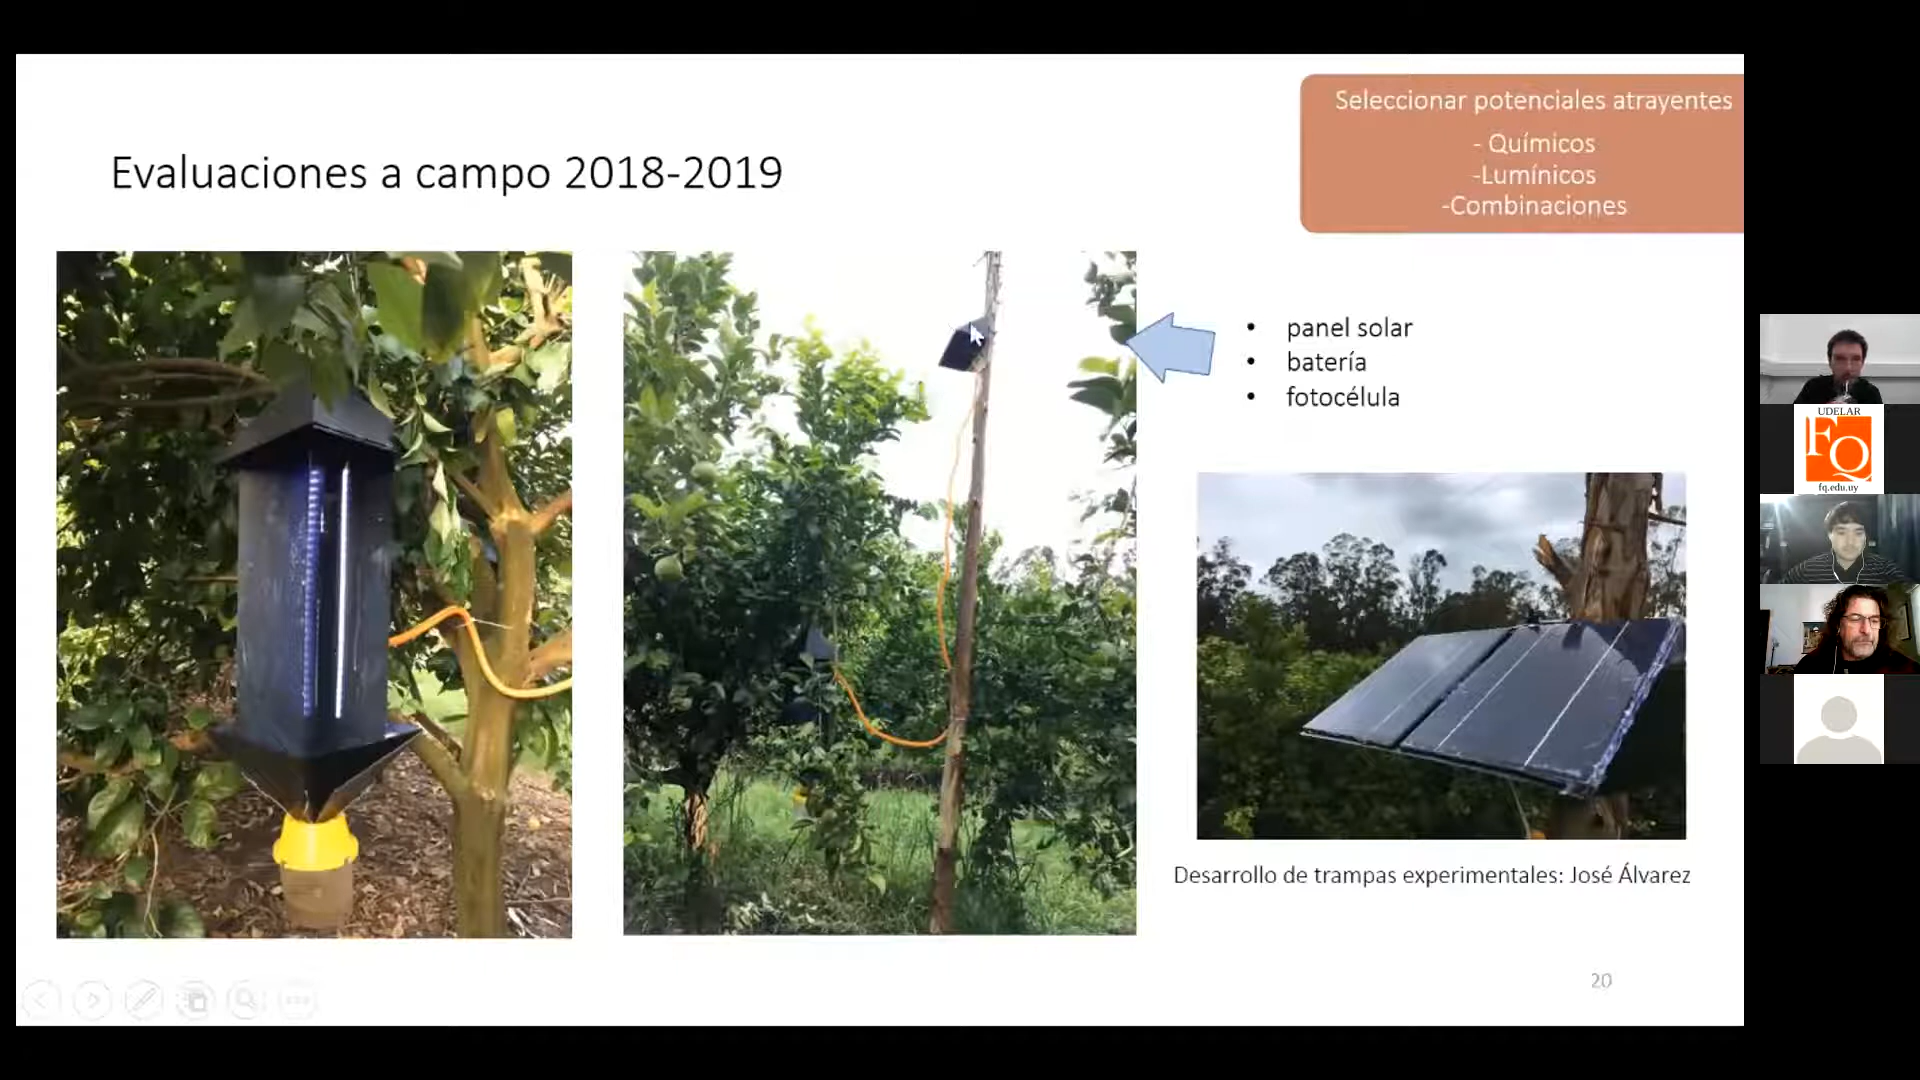 Seleccionar potenciales atrayentes
- Químicos
-Lumínicos
-Combinaciones
Evaluaciones a campo 2018-2019
• panel solar
• batería
• fotocélula
Desarrollo de trampas experimentales: José Álvarez
20
UDELAR
FQ
fq.edu.uy